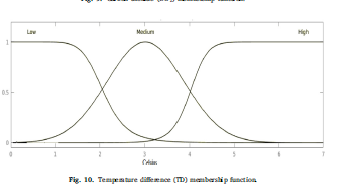 Low Medium High
1
0.5
0
0 1 2 3 4 5 6 7
Celsius
Fig. 10. Temperature difference (TD) membership function.